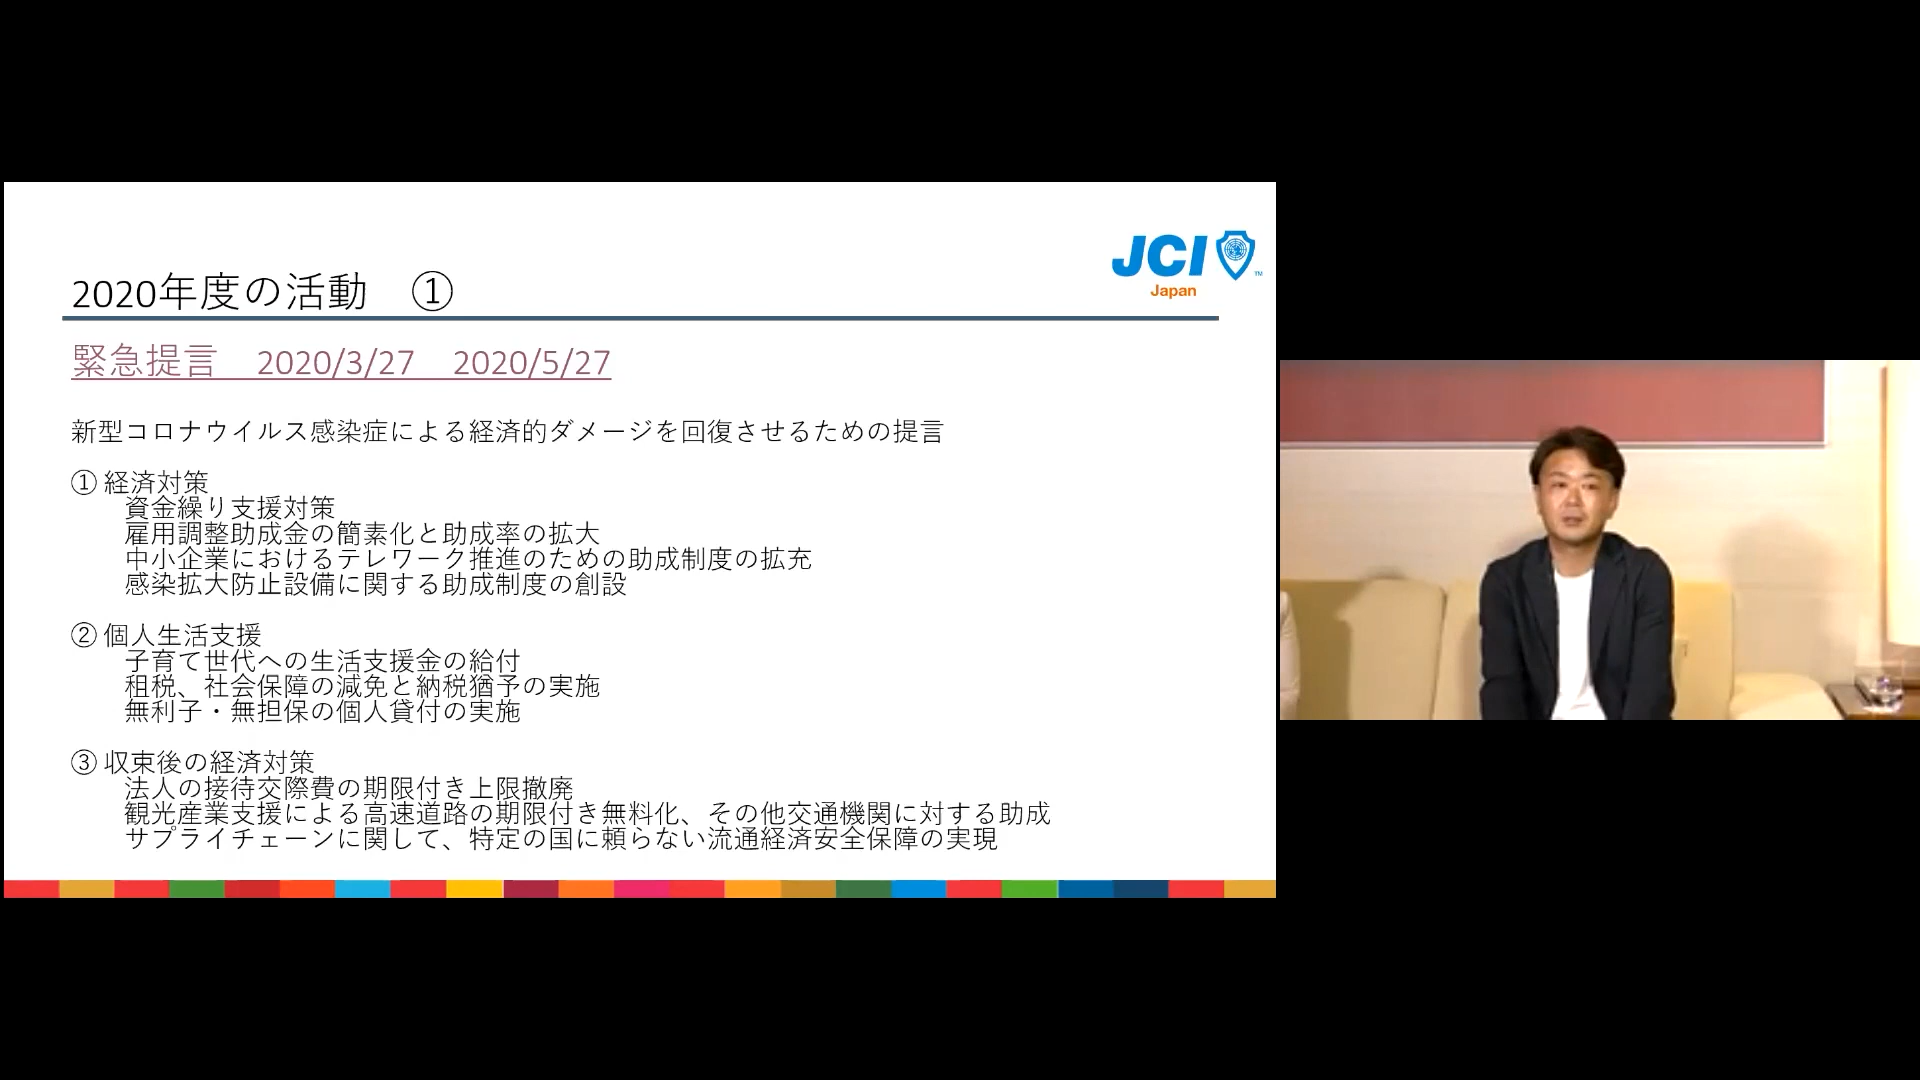 JCI
TM
Japan
2020年度の活動　①
緊急提言　2020/3/27　2020/5/27
新型コロナウイルス感染症による経済的ダメージを回復させるための提言
① 経済対策
資金繰り支援対策
雇用調整助成金の簡素化と助成率の拡大
中小企業におけるテレワーク推進のための助成制度の拡充
感染拡大防止設備に関する助成制度の創設
② 個人生活支援
子育て世代への生活支援金の給付
租税、社会保障の減免と納税猶予の実施
無利子・無担保の個人貸付の実施
③ 収束後の経済対策
法人の接待交際費の期限付き上限撤廃
観光産業支援による高速道路の期限付き無料化、その他交通機関に対する助成
サプライチェーンに関して、特定の国に頼らない流通経済安全保障の実現